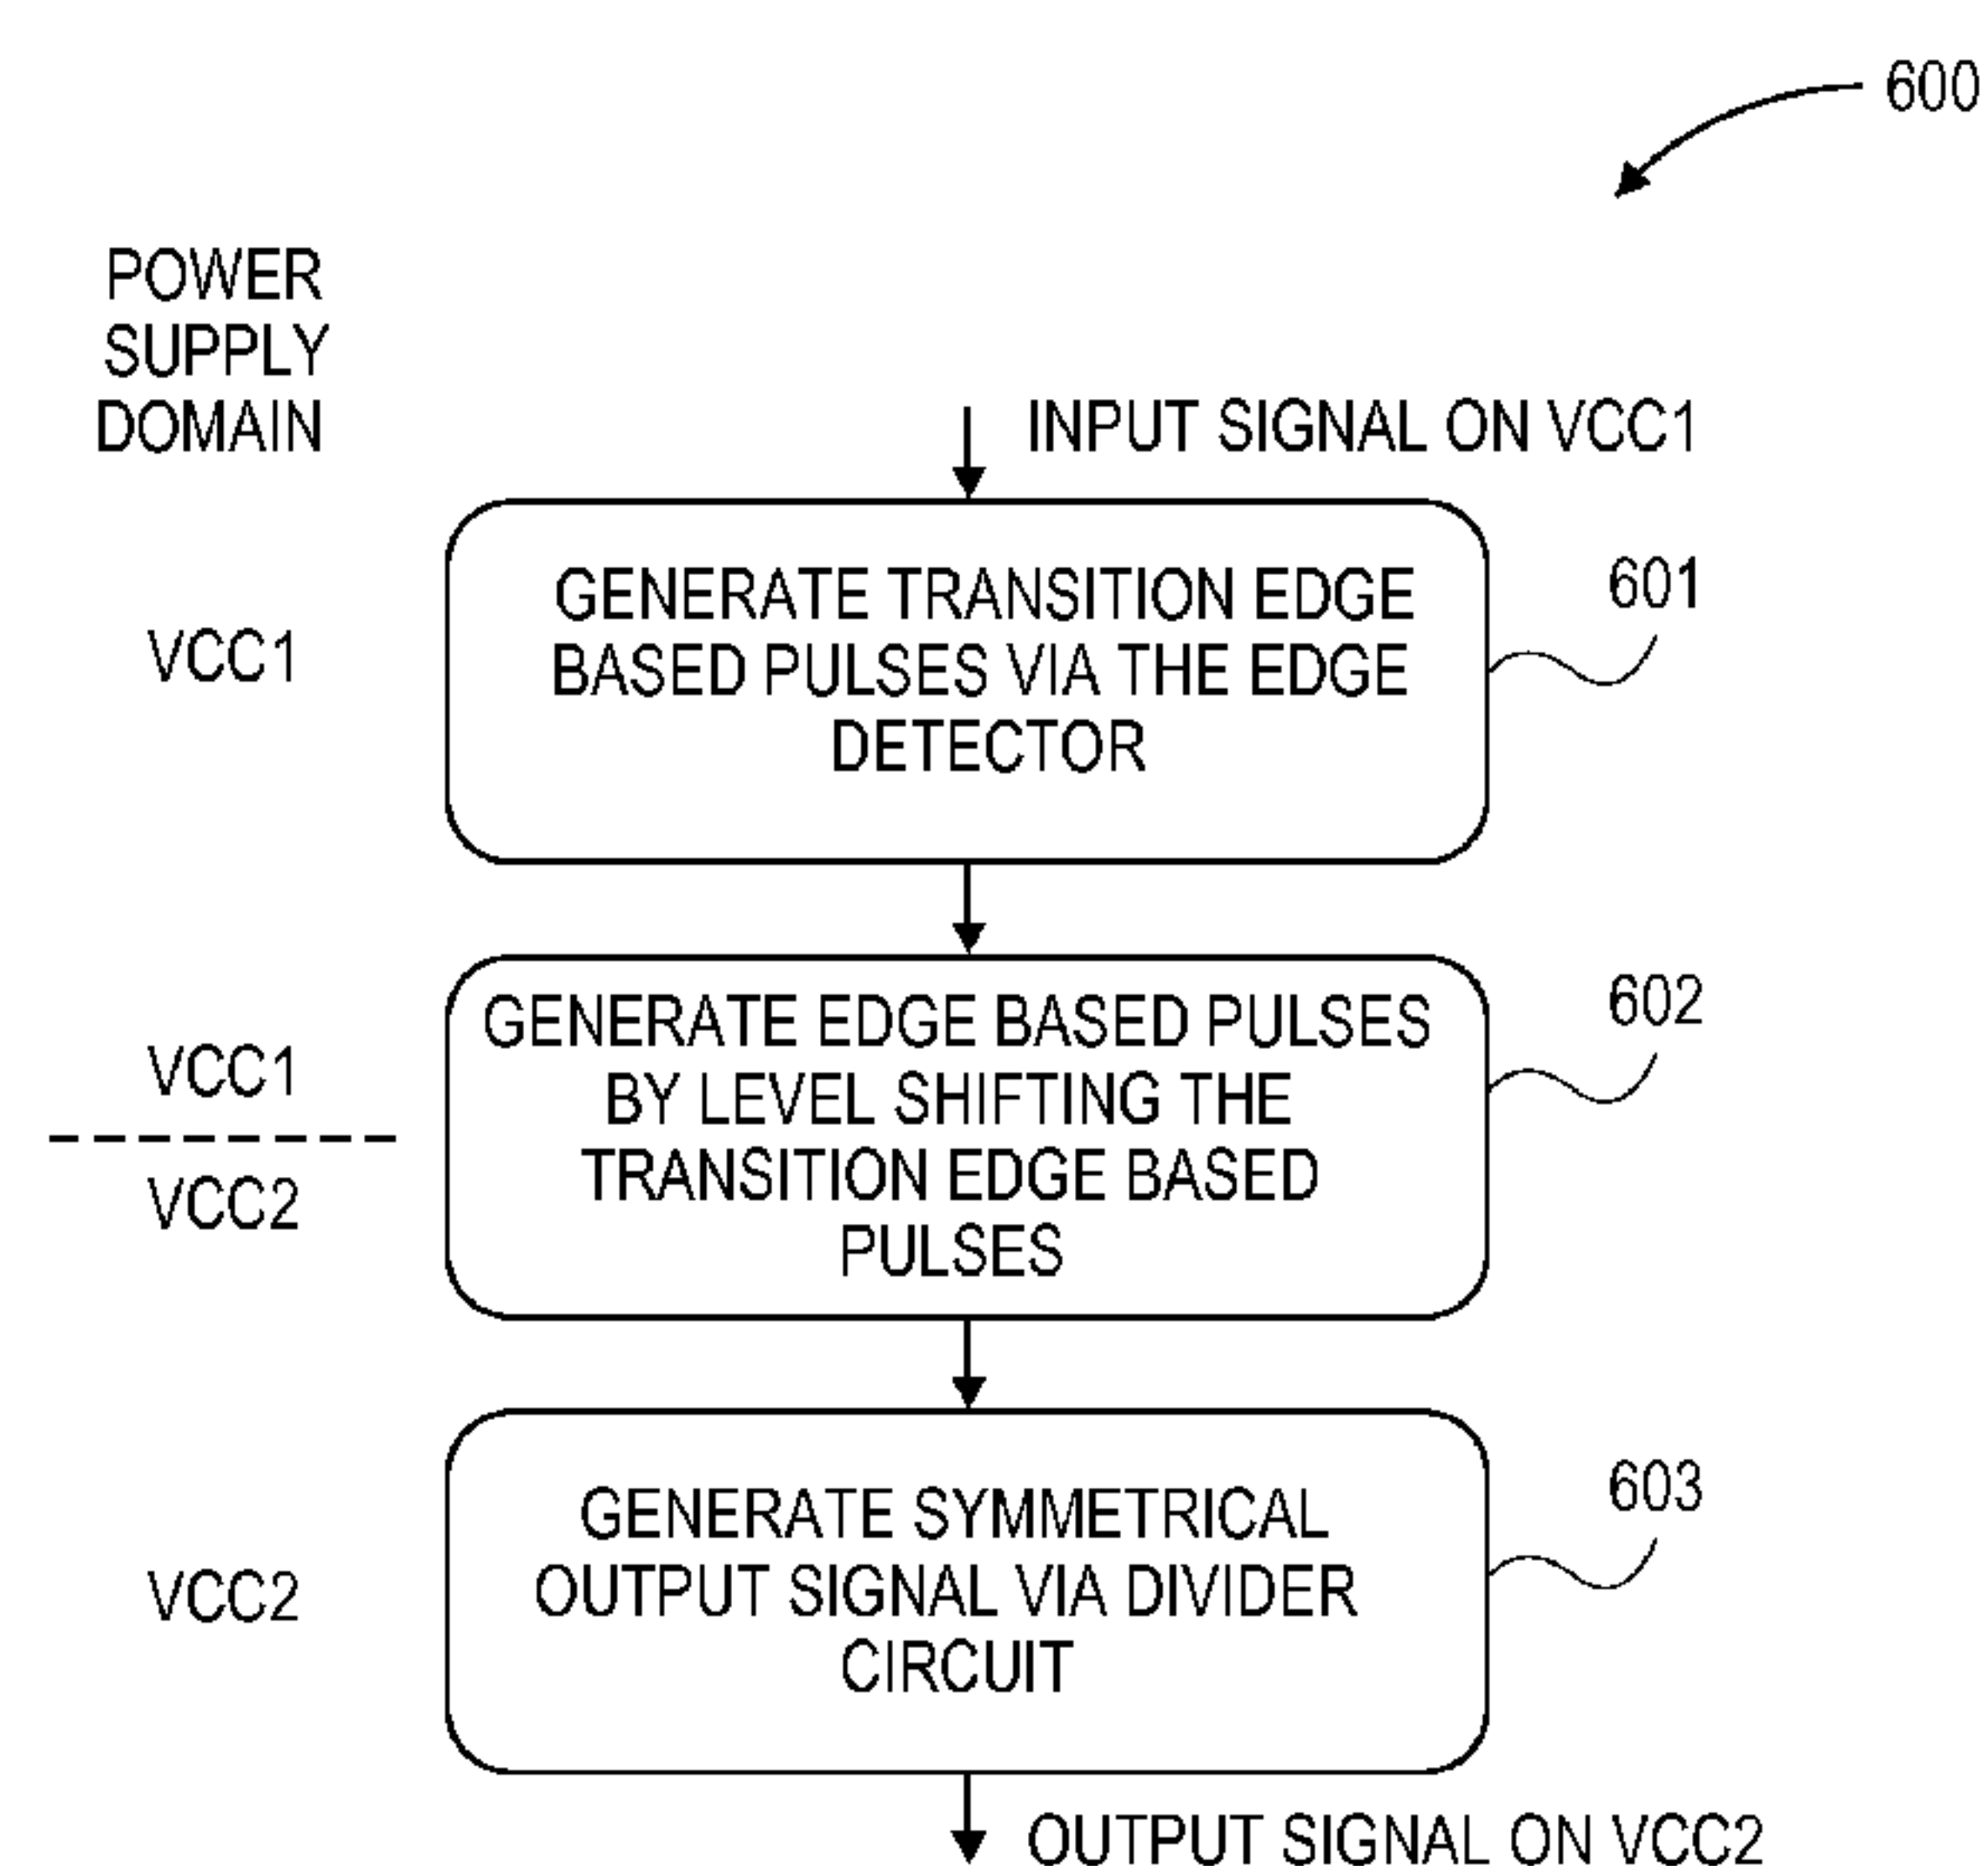 600
POWER
SUPPLY
DOMAIN
INPUT SIGNAL ON VCC1
VCC1
GENERATE TRANSITION EDGE
BASED PULSES VIA THE EDGE
DETECTOR
601
VCC1
VCC2
GENERATE EDGE BASED PULSES
BY LEVEL SHIFTING THE
TRANSITION EDGE BASED
PULSES
602
VCC2
GENERATE SYMMETRICAL
OUTPUT SIGNAL VIA DIVIDER
CIRCUIT
603
OUTPUT SIGNAL ON VCC2